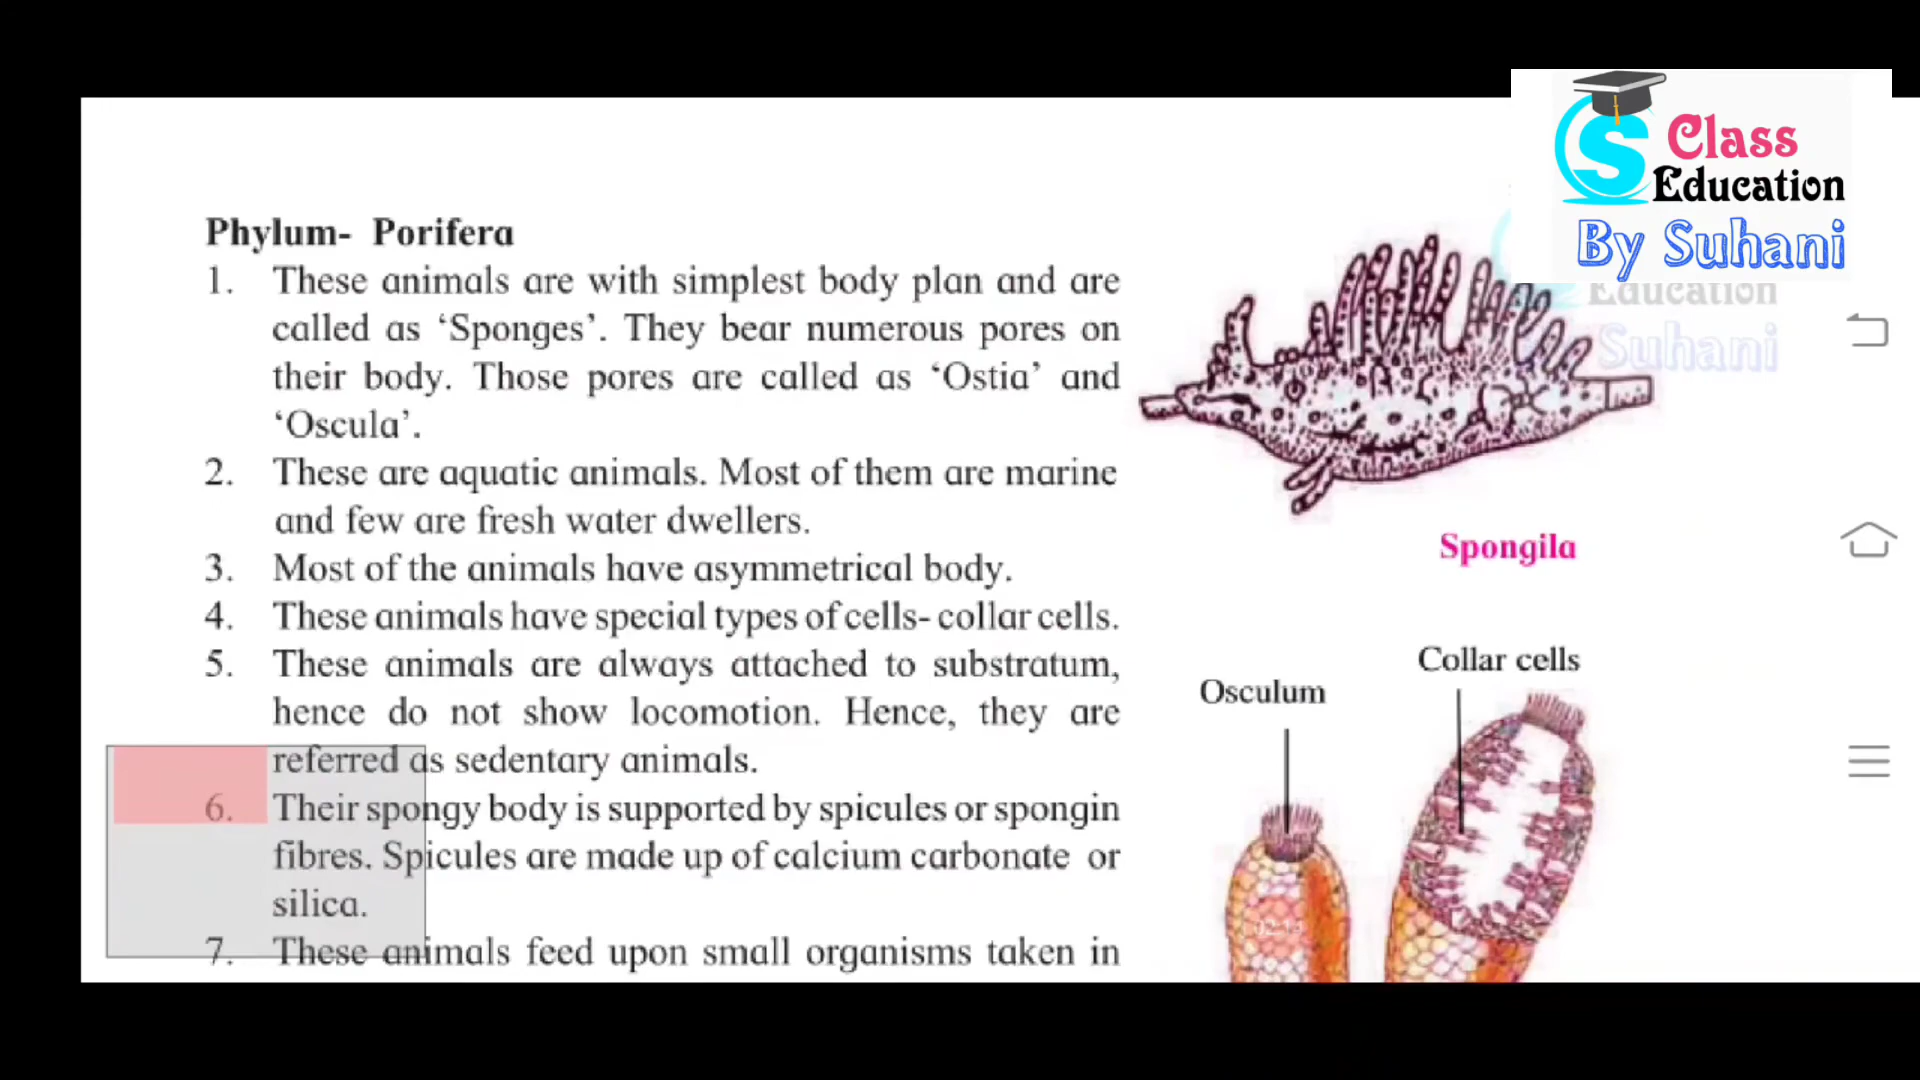 Class
Education
By Suhani
Education
Suhani
Phylum- Porifera
1. These animals are with simplest body plan and are
called as ‘Sponges’. They bear numerous pores on
their body. Those pores are called as ‘Ostia’ and
‘Oscula’.
2. These are aquatic animals. Most of them are marine
and few are fresh water dwellers.
3. Most of the animals have asymmetrical body.
4. These animals have special types of cells- collar cells.
5. These animals are always attached to substratum,
hence do not show locomotion. Hence, they are
referred as sedentary animals.
6. Their spongy body is supported by spicules or spongin
fibres. Spicules are made up of calcium carbonate or
silica.
7. These animals feed upon small organisms taken in
Spongila
Collar cells
Osculum